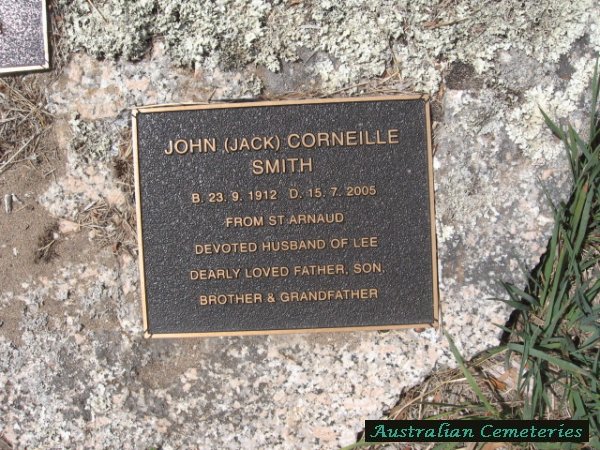 JOHN (JACK) CORNEILLE
SMITH
B. 23. 9. 1912 D. 15. 7. 2005
FROM ST ARNAUD
DEVOTED HUSBAND OF LEE
DEARLY LOVED FATHER, SON,
BROTHER & GRANDFATHER
Australian Cemeteries